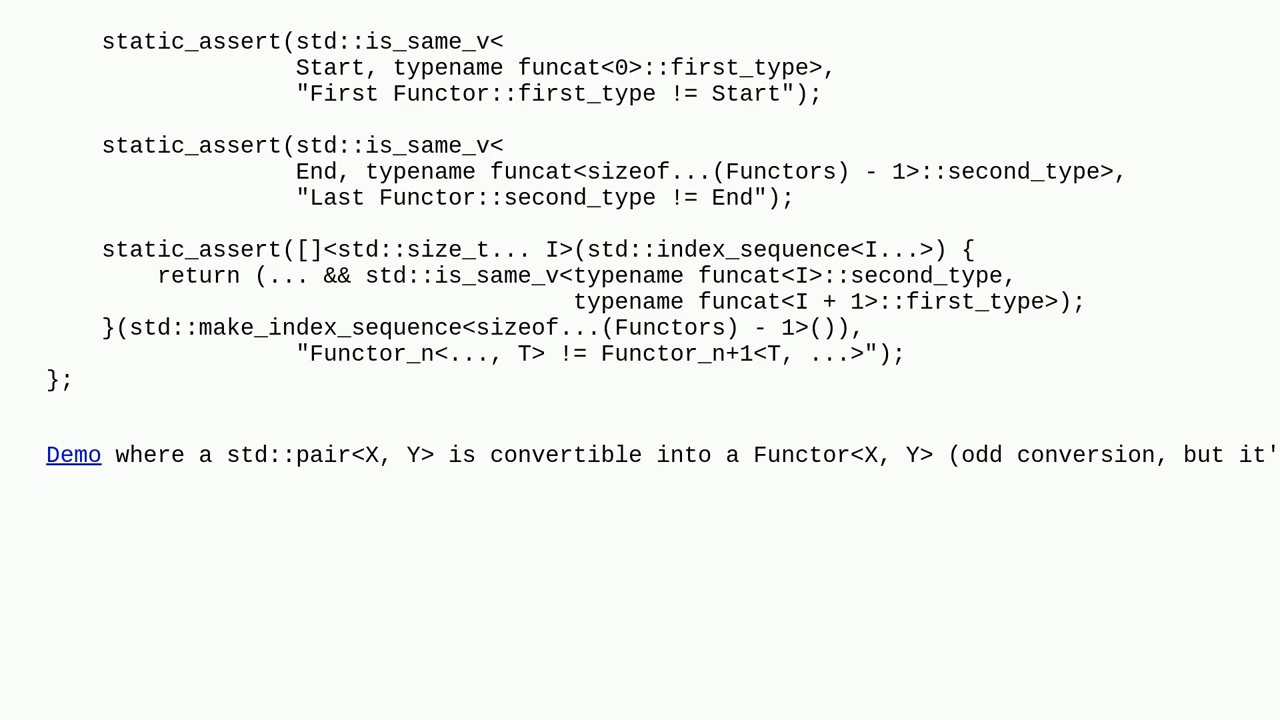 static_assert(std::is_same_v<
Start, typename funcat<0>::first_type>,
"First Functor::first_type != Start");
static_assert(std::is_same_v<
End, typename funcat<sizeof...(Functors) - 1>::second_type>,
"Last Functor::second_type != End");
static_assert([]<std::size_t... I>(std::index_sequence<I...>) {
return (... && std::is_same_v<typename funcat<I>::second_type,
typename funcat<I + 1>::first_type>);
}(std::make_index_sequence<sizeof...(Functors) - 1>()),
"Functor_n<..., T> != Functor_n+1<T, ...>");
};
Demo where a std::pair<X, Y> is convertible into a Functor<X, Y> (odd conversion, but it'